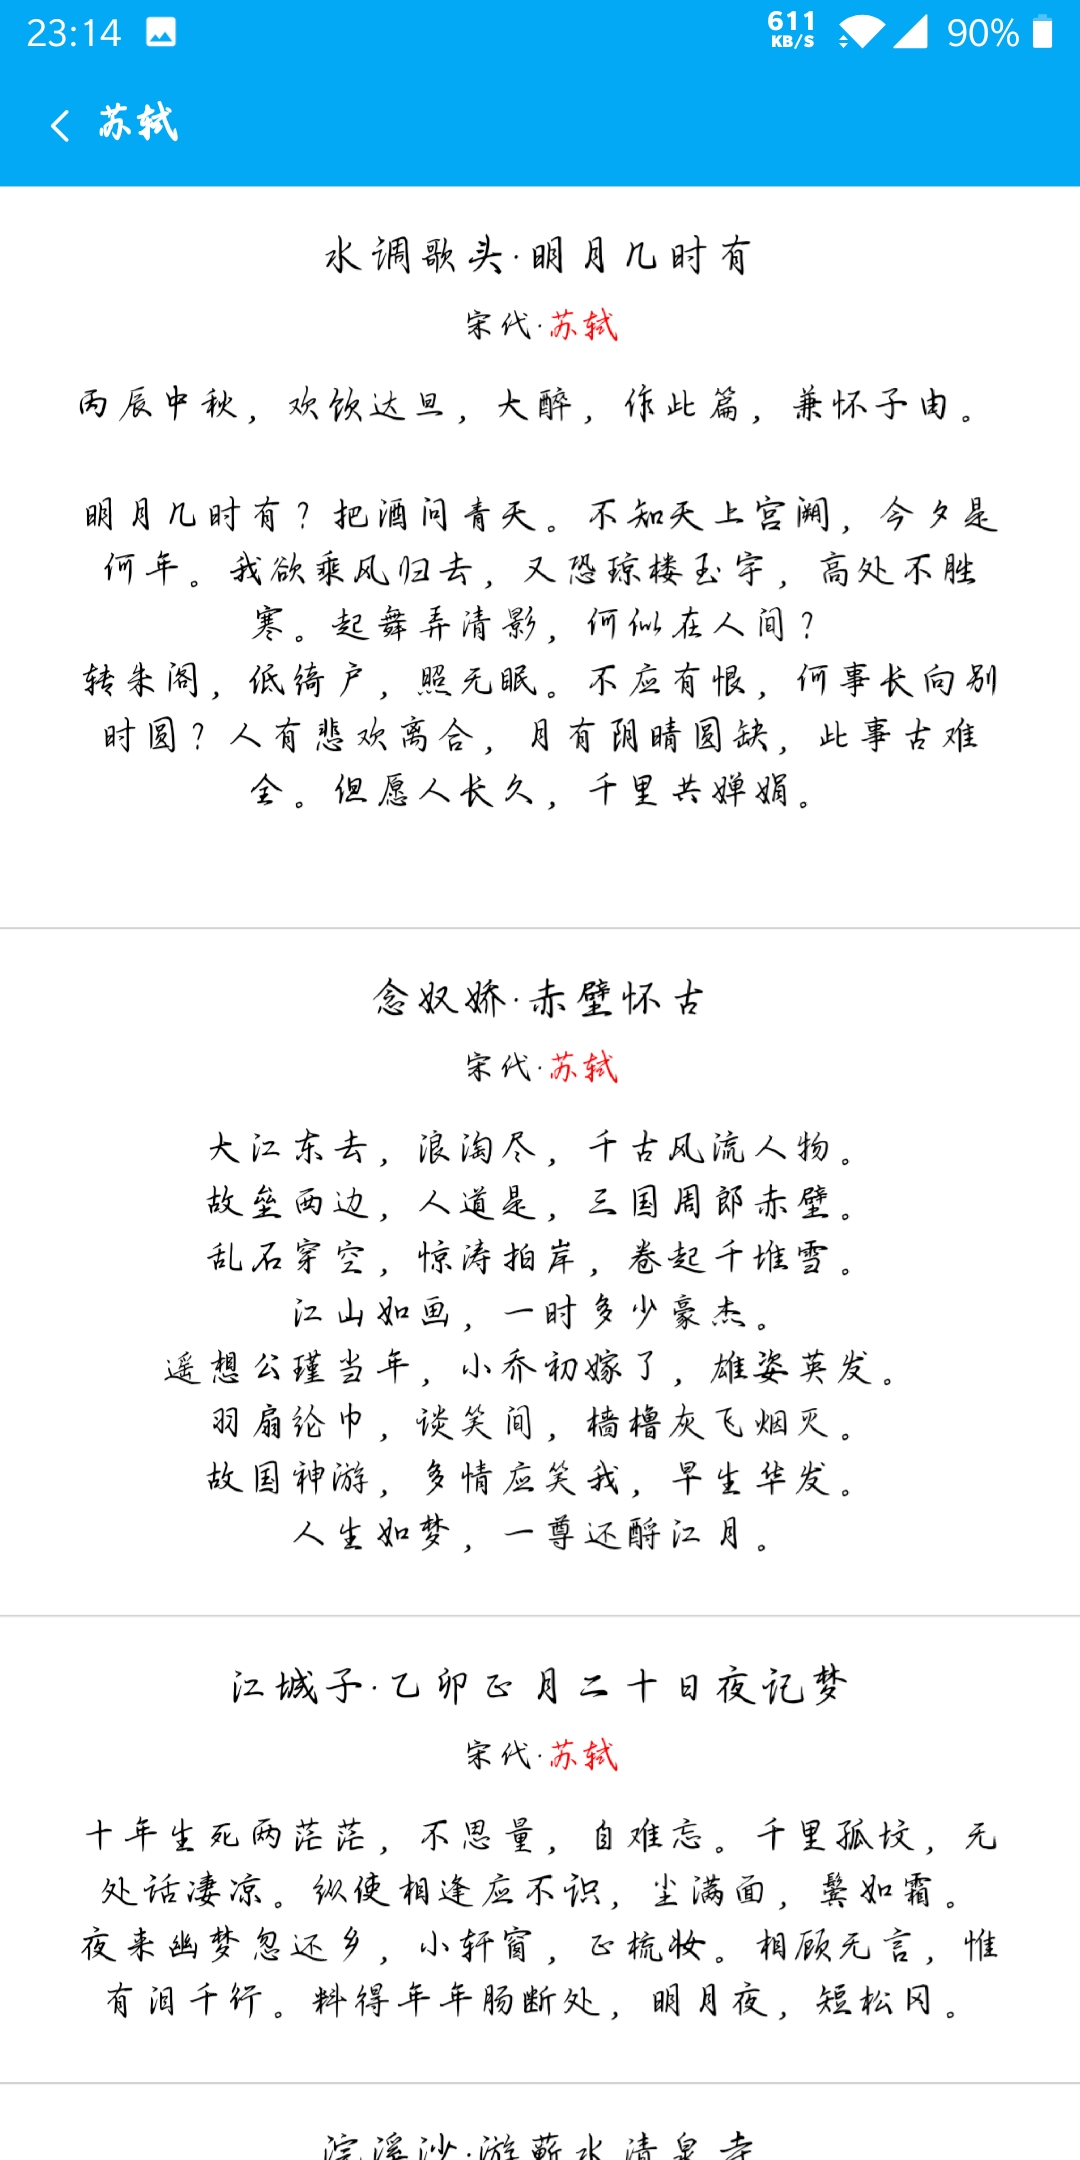 23:14
611
KB/S
90%
苏轼
水调歌头·明月几时有
宋代·苏轼
丙辰中秋，欢饮达旦，大醉，作此篇，兼怀子由。
明月几时有？把酒问青天。不知天上宫阙，今夕是
何年。我欲乘风归去，又恐琼楼玉宇，高处不胜
寒。起舞弄清影，何似在人间？
转朱阁，低绮户，照无眠。不应有恨，何事长向别
时圆？人有悲欢离合，月有阴晴圆缺，此事古难
全。但愿人长久，千里共婵娟。
念奴娇·赤壁怀古
宋代·苏轼
大江东去，浪淘尽，千古风流人物。
故垒西边，人道是，三国周郎赤壁。
乱石穿空，惊涛拍岸，卷起千堆雪。
江山如画，一时多少豪杰。
遥想公瑾当年，小乔初嫁了，雄姿英发。
羽扇纶巾，谈笑间，樯橹灰飞烟灭。
故国神游，多情应笑我，早生华发。
人生如梦，一尊还酹江月。
江城子·乙卯正月二十日夜记梦
宋代·苏轼
十年生死两茫茫，不思量，自难忘。千里孤坟，无
处话凄凉。纵使相逢应不识，尘满面，鬓如霜。
夜来幽梦忽还乡，小轩窗，正梳妆。相顾无言，惟
有泪千行。料得年年肠断处，明月夜，短松冈。
浣溪沙·游蕲水清泉寺